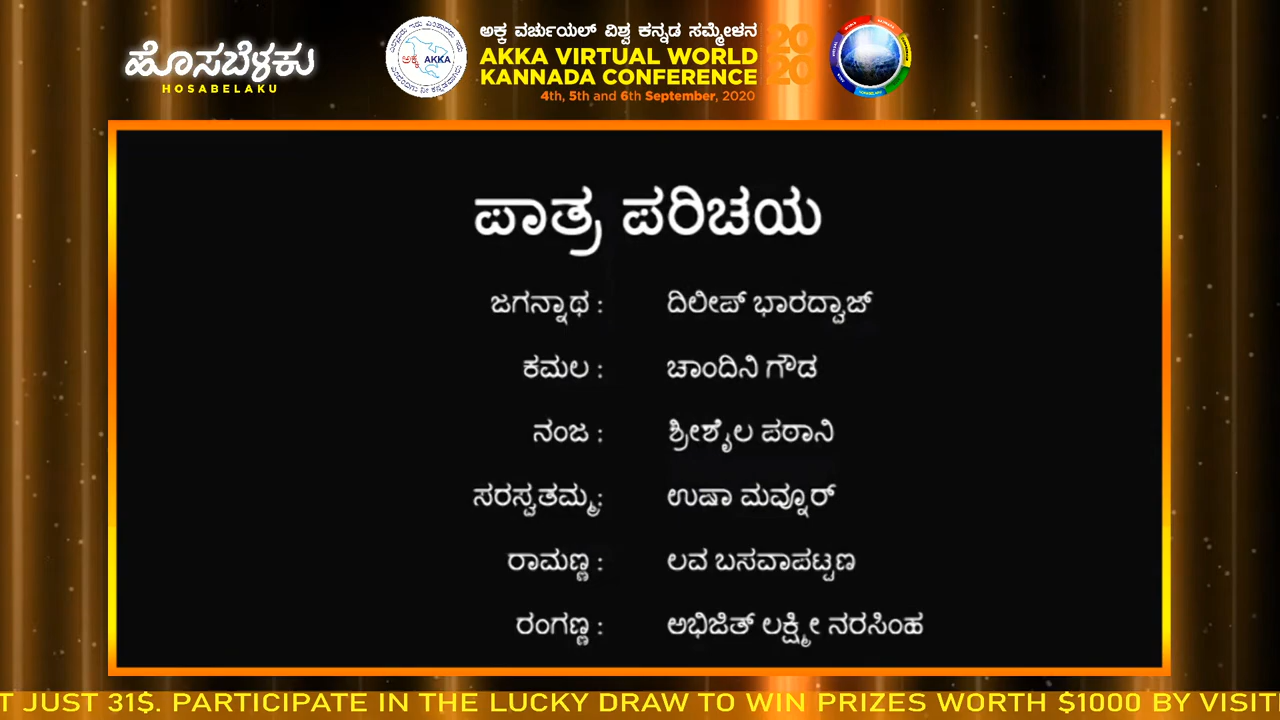 ಹೊಸಬೆಳಕು
HOSABELAKU
ಅಕ್ಕ AKKA
ಅಕ್ಕ ವರ್ಚುಯಲ್ ವಿಶ್ವ ಕನ್ನಡ ಸಮ್ಮೇಳನ
AKKA VIRTUAL WORLD
KANNADA CONFERENCE
4th, 5th and 6th September, 2020
2020
ಪಾತ್ರ ಪರಿಚಯ
ಜಗನ್ನಾಥ : ದಿಲೀಪ್ ಭಾರದ್ವಾಜ್
ಕಮಲ : ಚಾಂದಿನಿ ಗೌಡ
ನಂಜ : ಶ್ರೀಶೈಲ ಪಠಾನಿ
ಸರಸ್ವತಮ್ಮ: ಉಷಾ ಮವ್ನೂರ್
ರಾಮಣ್ಣ : ಲವ ಬಸವಾಪಟ್ಟಣ
ರಂಗಣ್ಣ : ಅಭಿಜಿತ್ ಲಕ್ಷ್ಮೀ ನರಸಿಂಹ
T JUST 31$. PARTICIPATE IN THE LUCKY DRAW TO WIN PRIZES WORTH $1000 BY VISITI